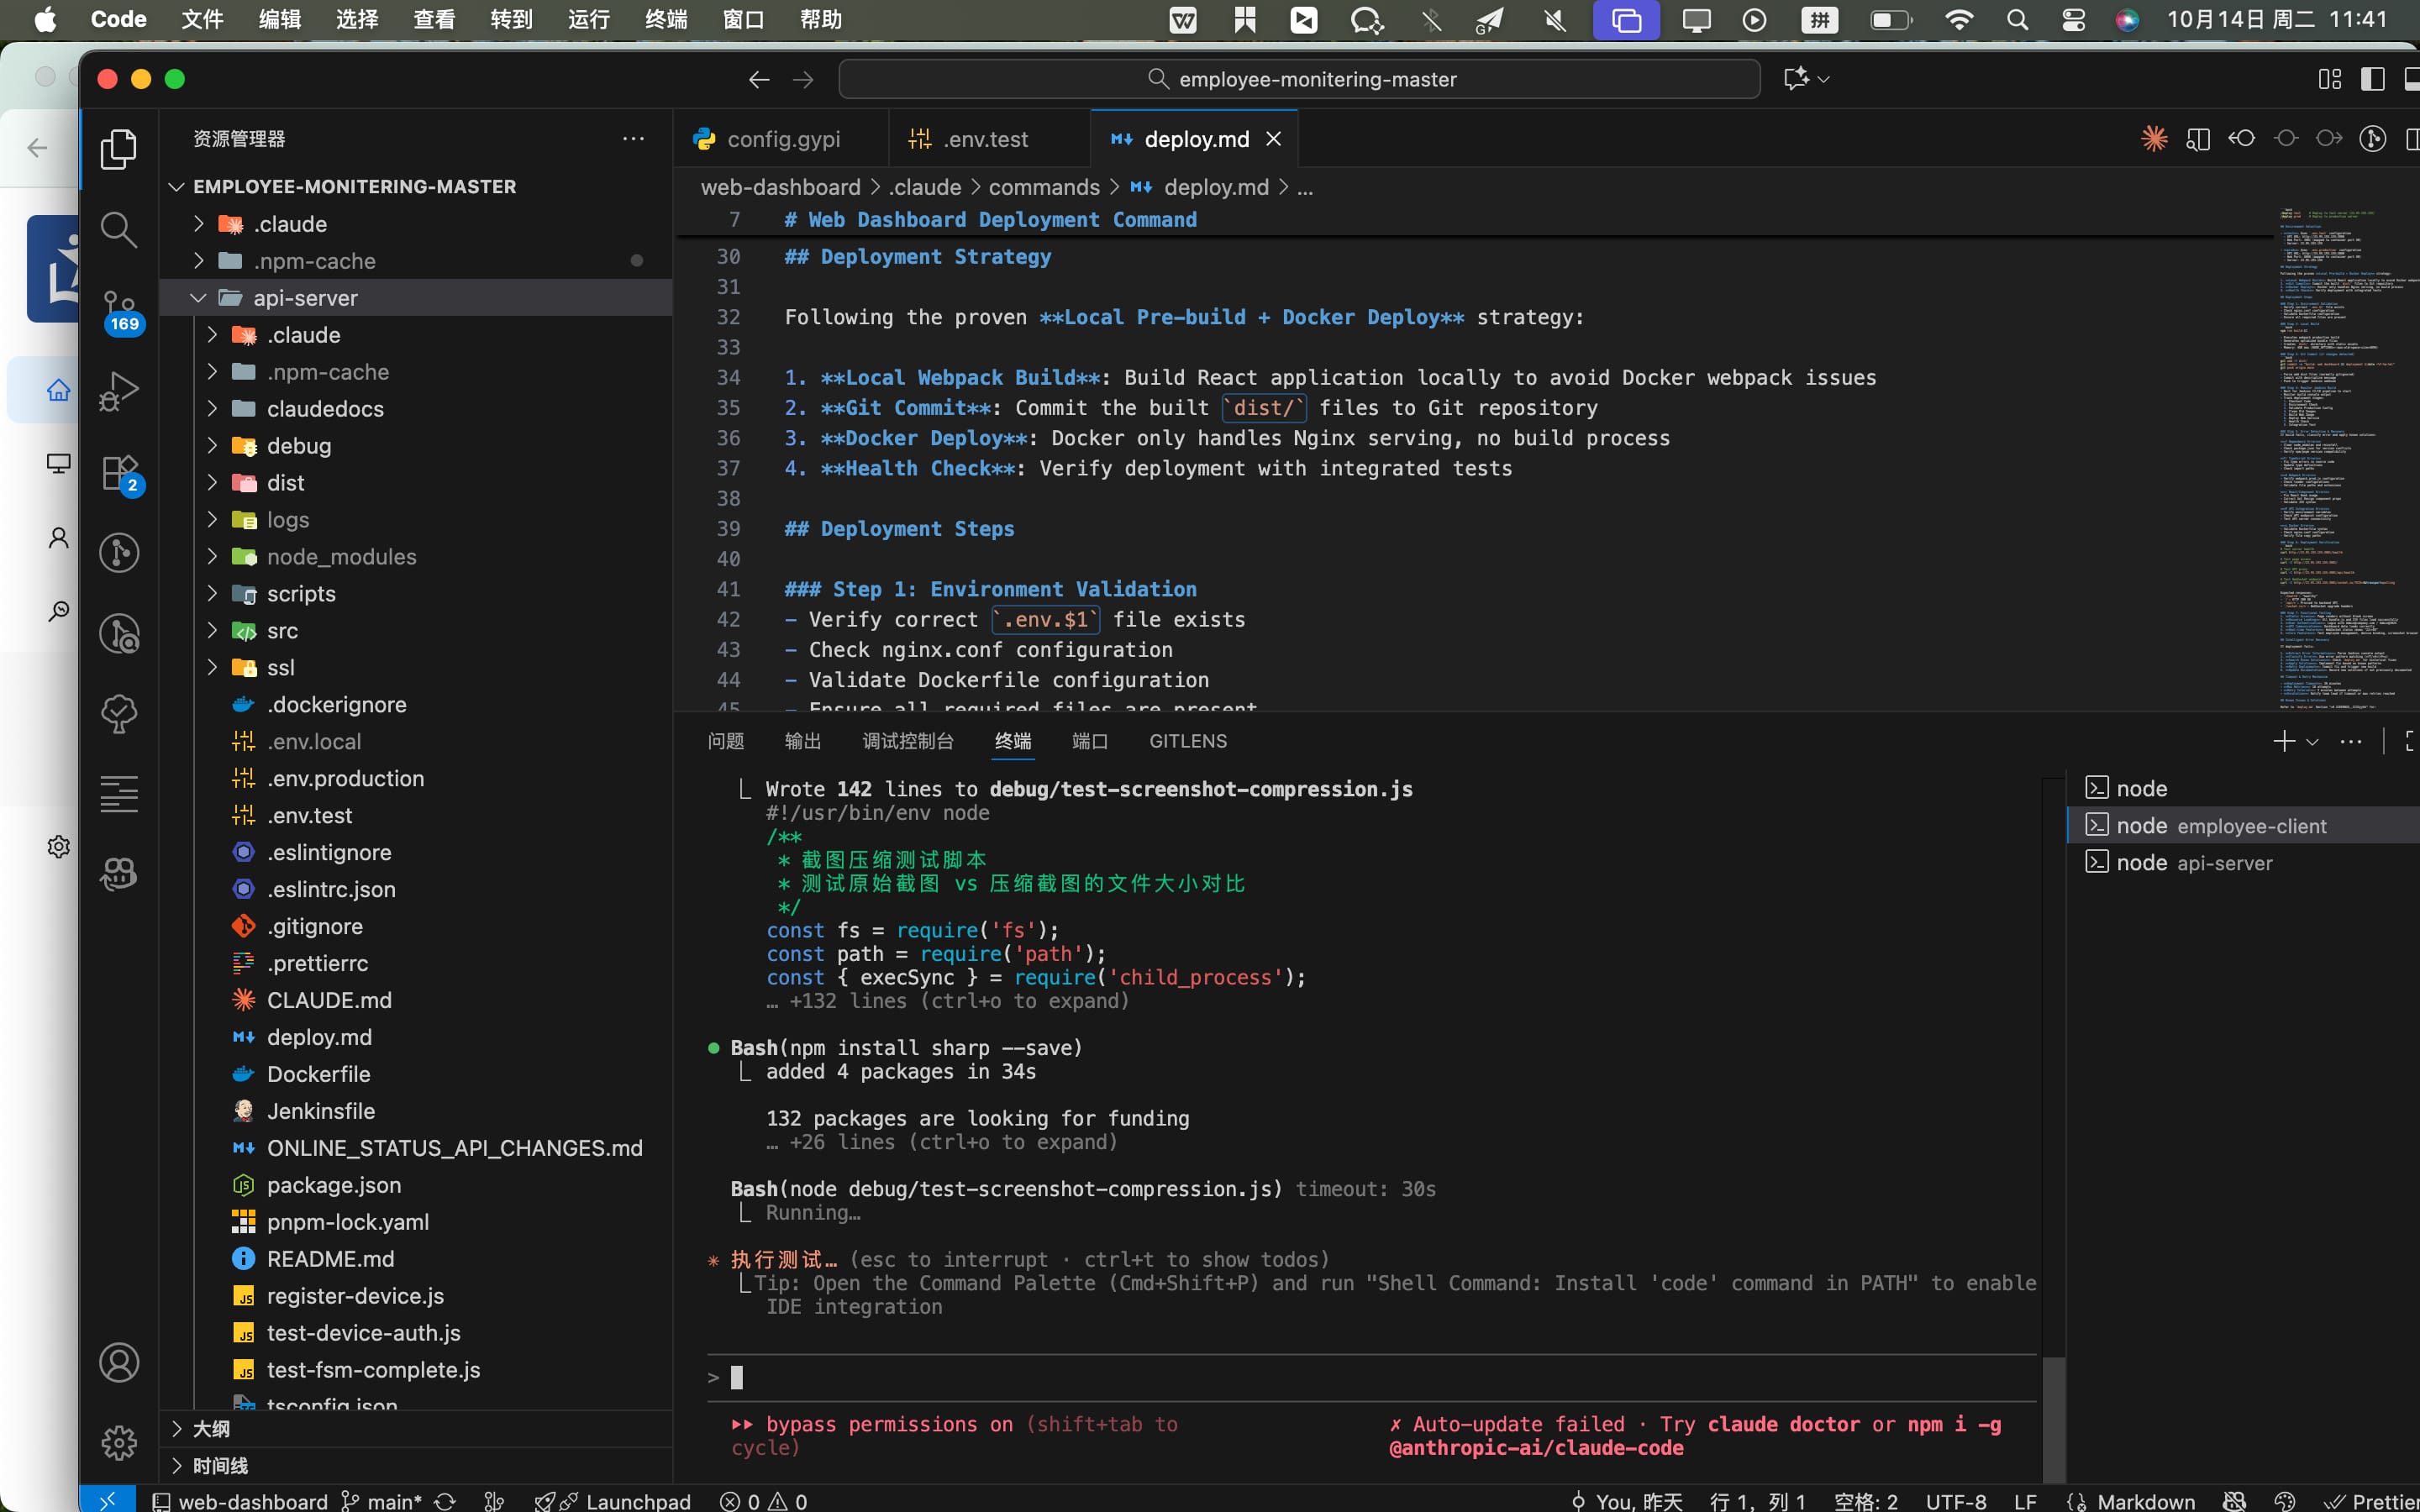 Code 文件 编辑 选择 查看 转到 运行 终端 窗口 帮助
拼 10月14日 周二 11:41
employee-monitering-master
资源管理器
EMPLOYEE-MONITERING-MASTER
.claude
.npm-cache
api-server
.claude
.npm-cache
claudedocs
debug
dist
logs
node_modules
scripts
src
ssl
.dockerignore
.env.local
.env.production
.env.test
.eslintignore
.eslintrc.json
.gitignore
.prettierrc
CLAUDE.md
deploy.md
Dockerfile
Jenkinsfile
ONLINE_STATUS_API_CHANGES.md
package.json
pnpm-lock.yaml
README.md
register-device.js
test-device-auth.js
test-fsm-complete.js
tsconfig.json
大纲
时间线
169
2
config.gypi .env.test deploy.md
web-dashboard > .claude > commands > deploy.md > ...
7 # Web Dashboard Deployment Command
30 ## Deployment Strategy
31
32 Following the proven **Local Pre-build + Docker Deploy** strategy:
33
34 1. **Local Webpack Build**: Build React application locally to avoid Docker webpack issues
35 2. **Git Commit**: Commit the built `dist/` files to Git repository
36 3. **Docker Deploy**: Docker only handles Nginx serving, no build process
37 4. **Health Check**: Verify deployment with integrated tests
38
39 ## Deployment Steps
40
41 ### Step 1: Environment Validation
42 - Verify correct `.env.$1` file exists
43 - Check nginx.conf configuration
44 - Validate Dockerfile configuration
45 - Ensure all required files are present
问题 输出 调试控制台 终端 端口 GITLENS
Wrote 142 lines to debug/test-screenshot-compression.js
#!/usr/bin/env node
/**
* 截图压缩测试脚本
* 测试原始截图 vs 压缩截图的文件大小对比
*/
const fs = require('fs');
const path = require('path');
const { execSync } = require('child_process');
… +132 lines (ctrl+o to expand)
Bash(npm install sharp --save)
added 4 packages in 34s
132 packages are looking for funding
… +26 lines (ctrl+o to expand)
Bash(node debug/test-screenshot-compression.js) timeout: 30s
Running…
执行测试… (esc to interrupt · ctrl+t to show todos)
Tip: Open the Command Palette (Cmd+Shift+P) and run "Shell Command: Install 'code' command in PATH" to enable
IDE integration
>
bypass permissions on (shift+tab to
cycle)
✗ Auto-update failed · Try claude doctor or npm i -g
@anthropic-ai/claude-code
node
node employee-client
node api-server
web-dashboard main* Launchpad 0 0 You, 昨天 行 1，列 1 空格: 2 UTF-8 LF Markdown Prettier